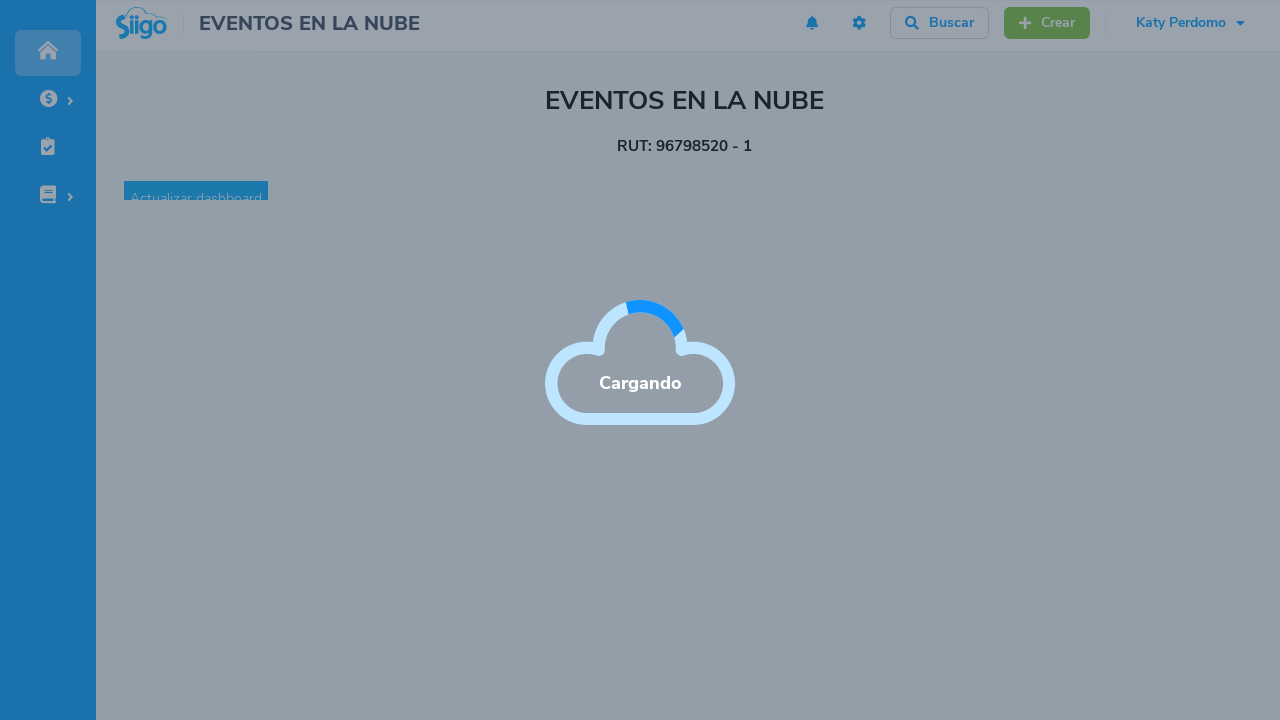 Siigo
EVENTOS EN LA NUBE
Buscar
Crear
Katy Perdomo
EVENTOS EN LA NUBE
RUT: 96798520 - 1
Actualizar dashboard
Cargando